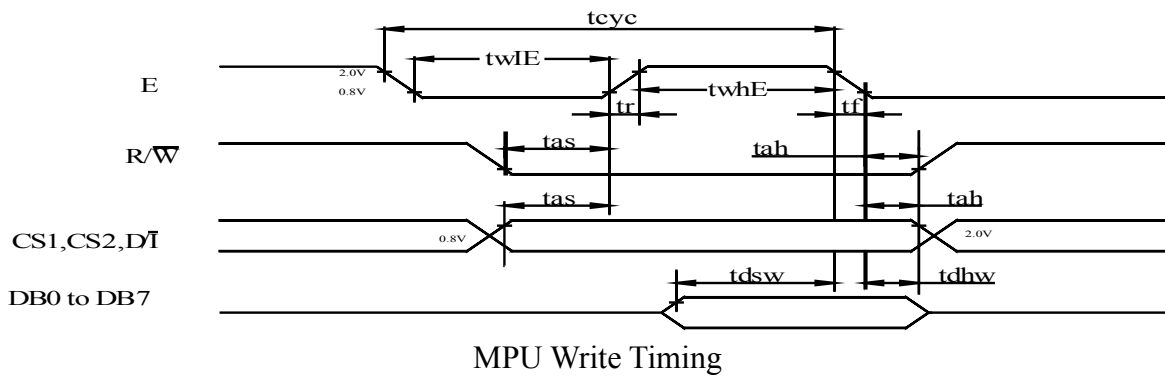 tcyc
twIE
2.0V
E
0.8V
twhE
tr
tf
R/W̅
tas
tah
tas
tah
CS1,CS2,D/I̅
0.8V
2.0V
tdsw
tdhw
DB0 to DB7
MPU Write Timing